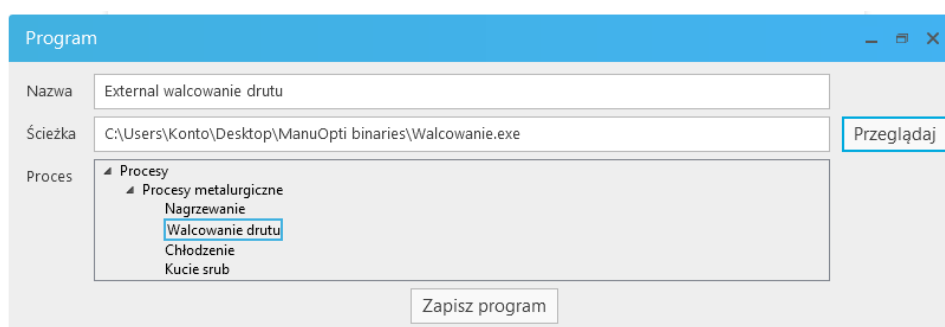 Program
Nazwa External walcowanie drutu
Ścieżka C:\Users\Konto\Desktop\ManuOpti binaries\Walcowanie.exe Przeglądaj
Proces Procesy
Procesy metalurgiczne
Nagrzewanie
Walcowanie drutu
Chłodzenie
Kucie srub
Zapisz program